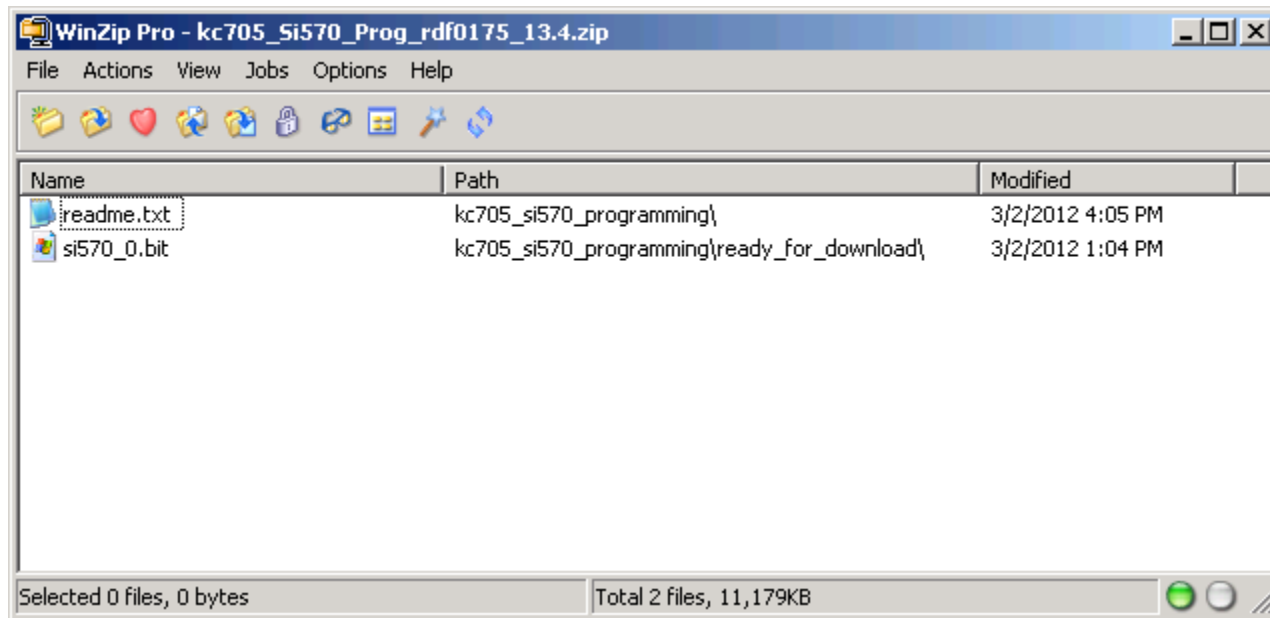 WinZip Pro - kc705_Si570_Prog_rdf0175_13.4.zip
File Actions View Jobs Options Help
Name Path Modified
readme.txt kc705_si570_programming\ 3/2/2012 4:05 PM
si570_0.bit kc705_si570_programming\ready_for_download\ 3/2/2012 1:04 PM
Selected 0 files, 0 bytes Total 2 files, 11,179KB